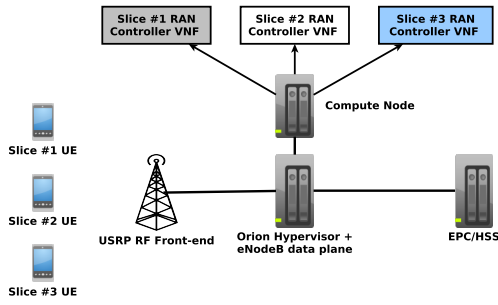 Slice #1 RAN
Controller VNF
Slice #2 RAN
Controller VNF
Slice #3 RAN
Controller VNF
Compute Node
Slice #1 UE
Slice #2 UE
Slice #3 UE
USRP RF Front-end
Orion Hypervisor +
eNodeB data plane
EPC/HSS